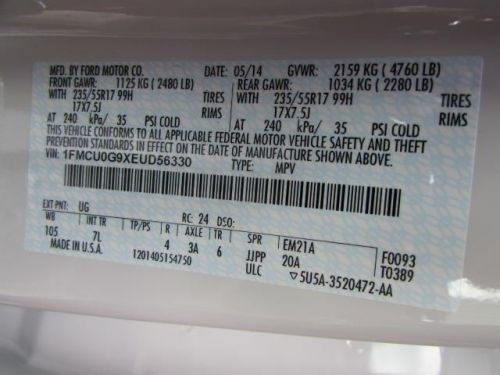 MFD. BY FORD MOTOR CO. DATE: 05/14 GVWR: 2159 KG ( 4760 LB)
FRONT GAWR: 1125 KG ( 2480 LB) REAR GAWR: 1034 KG ( 2280 LB)
WITH 235/55R17 99H TIRES WITH 235/55R17 99H TIRES
17X7.5J RIMS 17X7.5J RIMS
AT 240 kPa/ 35 PSI COLD AT 240 kPa/ 35 PSI COLD
THIS VEHICLE CONFORMS TO ALL APPLICABLE FEDERAL MOTOR VEHICLE SAFETY AND THEFT
PREVENTION STANDARDS IN EFFECT ON THE DATE OF MANUFACTURE SHOWN ABOVE.
VIN: 1FMCU0G9XEUD56330 TYPE: MPV
EXT PNT: UG RC: 24 DSO:
WB INT TR TP/PS R AXLE TR SPR EM21A F0093
105 7L 4 3A 6 JJPP 20A T0389
MADE IN U.S.A. 1201405154750 ULC 5U5A-3520472-AA